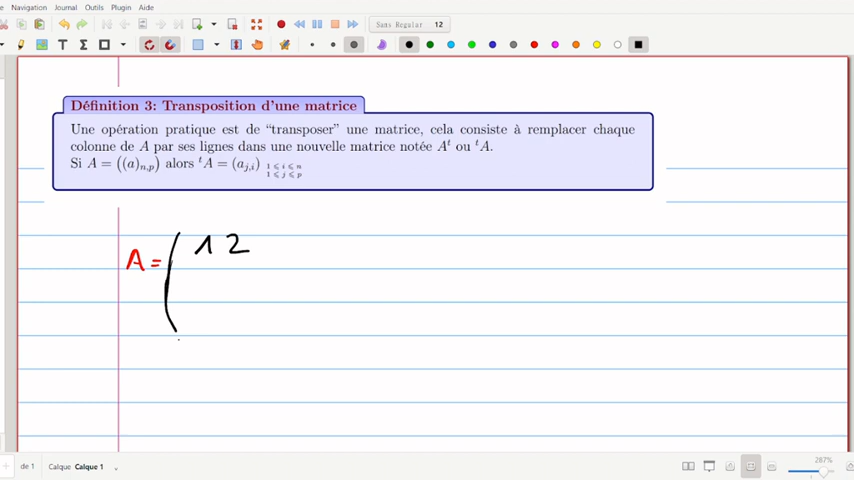 Navigation Journal Outils Plugin Aide
Sans Regular 12
Définition 3: Transposition d'une matrice
Une opération pratique est de “transposer” une matrice, cela consiste à remplacer chaque
colonne de A par ses lignes dans une nouvelle matrice notée Aᵗ ou ᵗA.
Si A = ((a)ₙ,ₚ) alors ᵗA = (aⱼ,ᵢ) 1⩽i⩽n
1⩽j⩽p
1 2
A = (
de 1 Calque Calque 1 287%